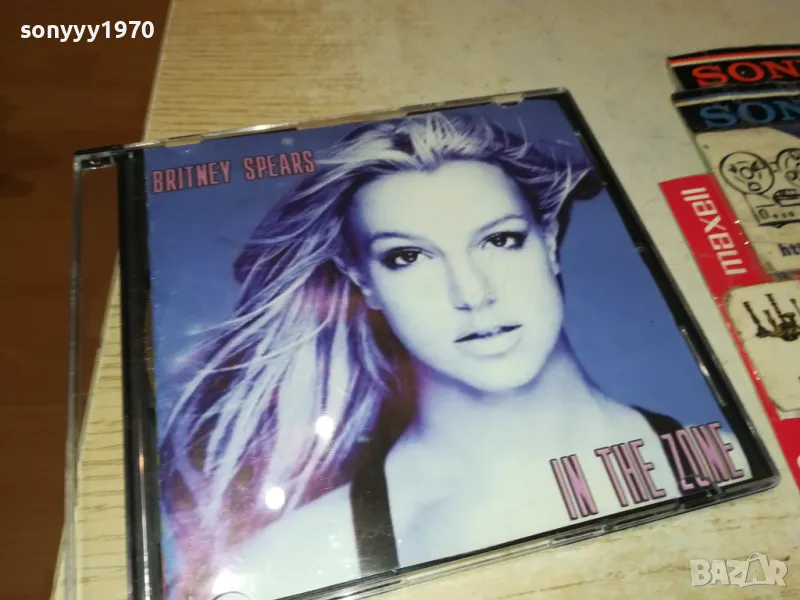 sonyyy1970
BRITNEY SPEARS
IN THE ZONE
SON
SON
maxell
BAZAR